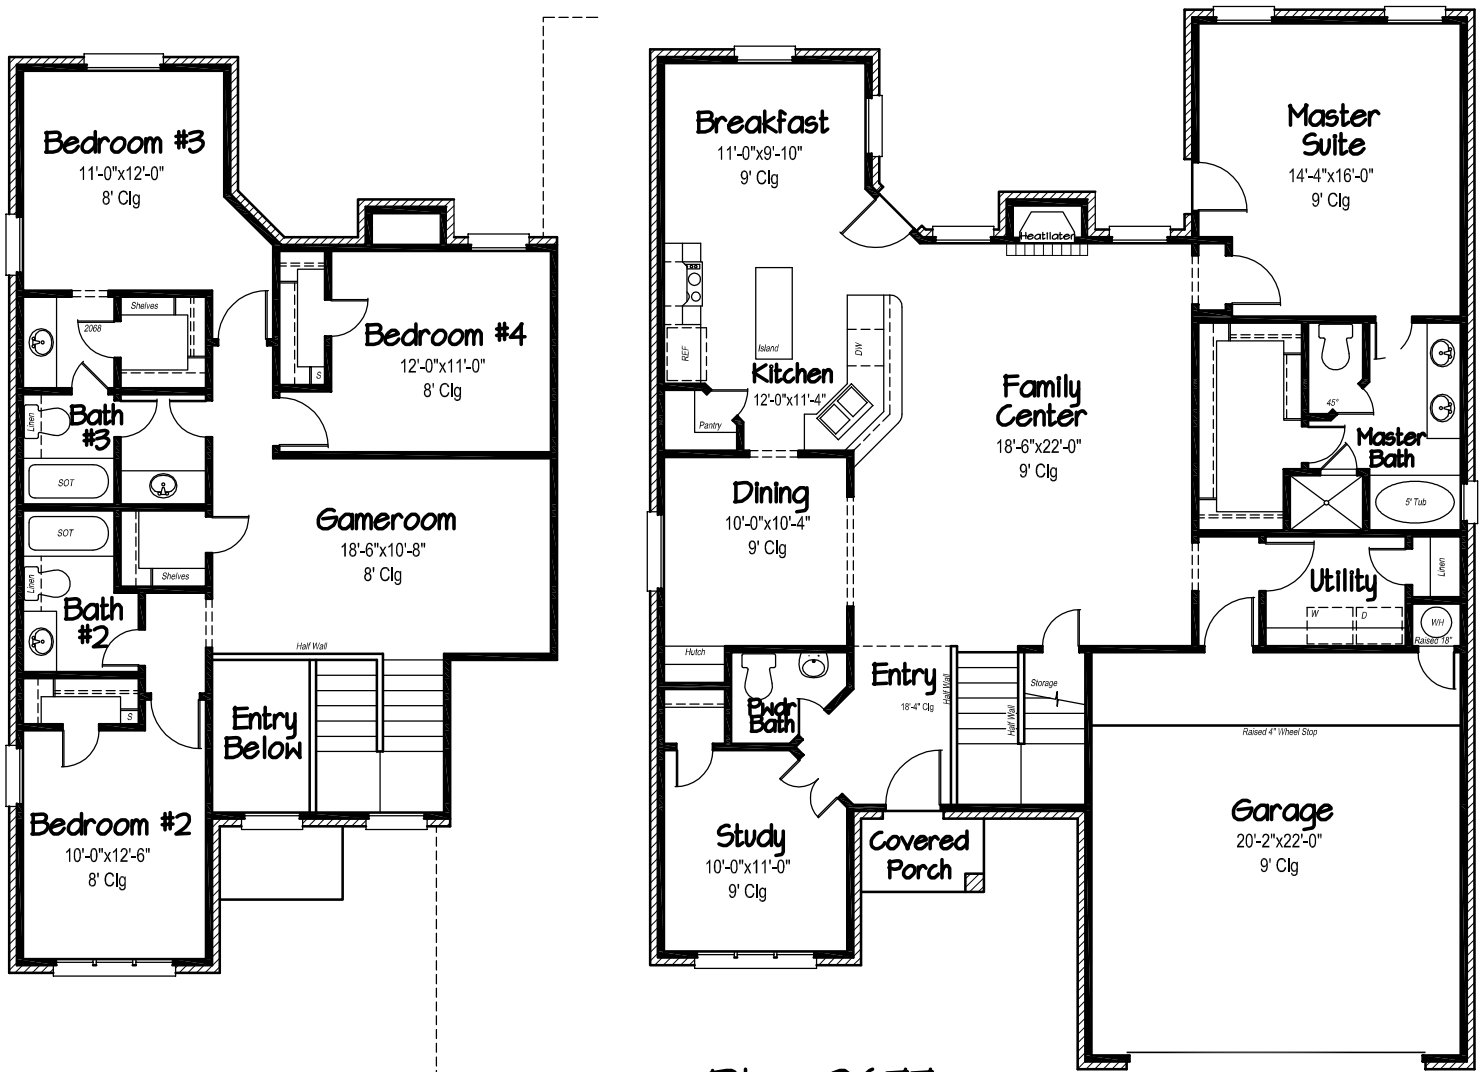 Bedroom #3
11'-0"x12'-0"
8' Clg
Shelves
2068
Bedroom #4
12'-0"x11'-0"
8' Clg
S
Linen
Bath
#3
SOT
SOT
Gameroom
18'-6"x10'-8"
8' Clg
Linen
Shelves
Bath
#2
Half Wall
S
Entry
Below
Bedroom #2
10'-0"x12'-6"
8' Clg
Breakfast
11'-0"x9'-10"
9' Clg
Heatilater
Master
Suite
14'-4"x16'-0"
9' Clg
REF
Island
DW
Kitchen
12'-0"x11'-4"
Pantry
Family
Center
18'-6"x22'-0"
9' Clg
45"
Master
Bath
5' Tub
Dining
10'-0"x10'-4"
9' Clg
Utility
Linen
W
D
WH
Raised 18"
Hutch
Pwdr
Bath
Entry
18'-4" Clg
Half Wall
Half Wall
Storage
Raised 4" Wheel Stop
Study
10'-0"x11'-0"
9' Clg
Covered
Porch
Garage
20'-2"x22'-0"
9' Clg